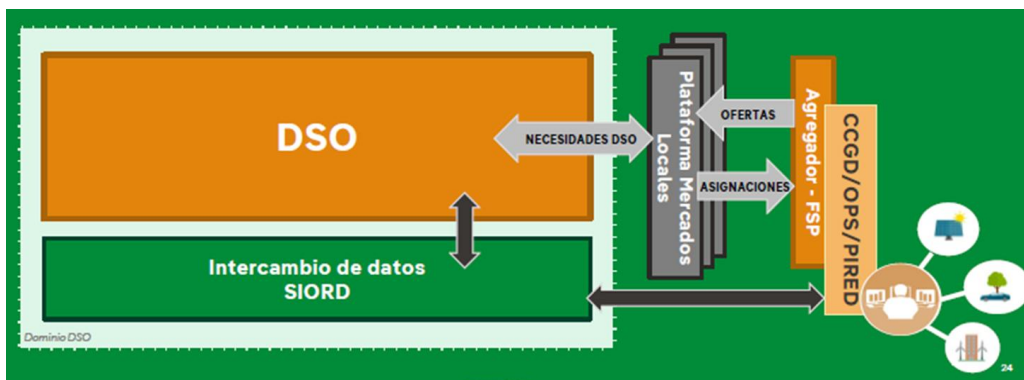 DSO
NECESIDADES DSO
Intercambio de datos
SIORD
Dominio DSO
Plataforma Mercados
Locales
OFERTAS
ASIGNACIONES
Agregador - FSP
CCGD/OPS/PIRED
24